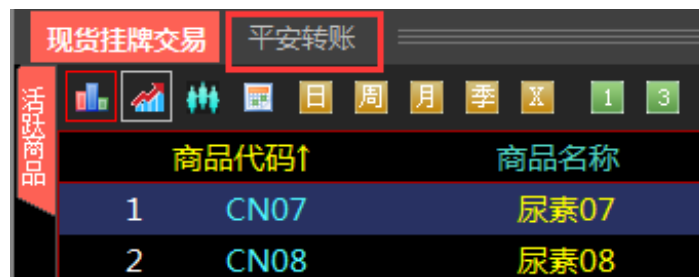 现货挂牌交易 平安转账
活跃商品
日 周 月 季 X 1 3
商品代码↑ 商品名称
1 CN07 尿素07
2 CN08 尿素08